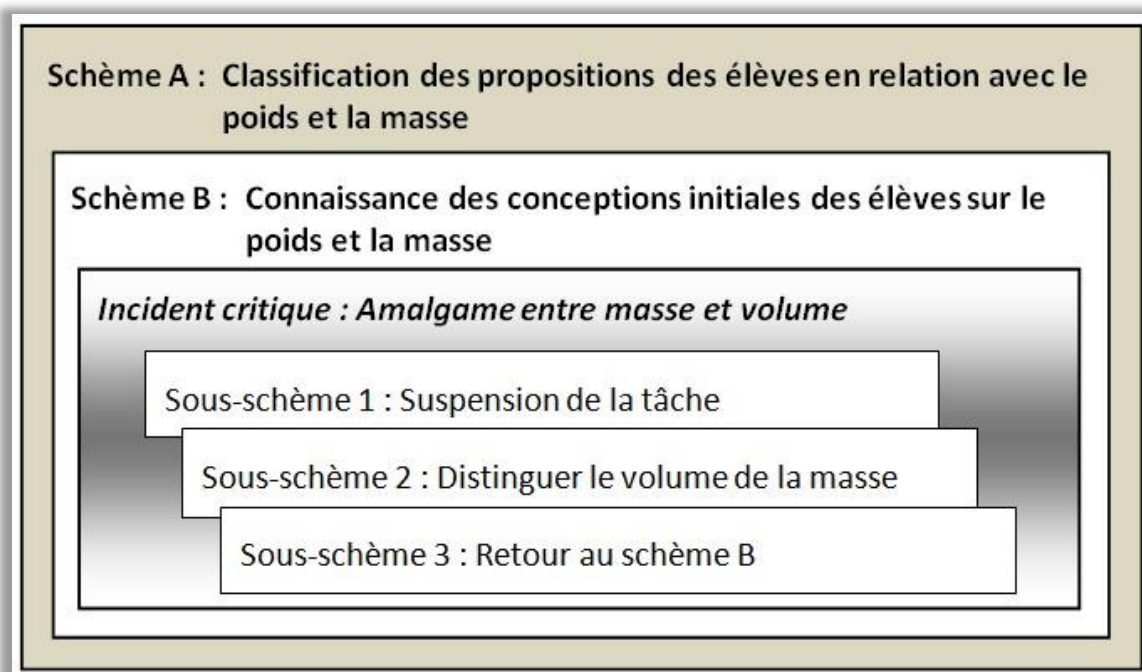 Schème A : Classification des propositions des élèves en relation avec le
poids et la masse
Schème B : Connaissance des conceptions initiales des élèves sur le
poids et la masse
Incident critique : Amalgame entre masse et volume
Sous-schème 1 : Suspension de la tâche
Sous-schème 2 : Distinguer le volume de la masse
Sous-schème 3 : Retour au schème B